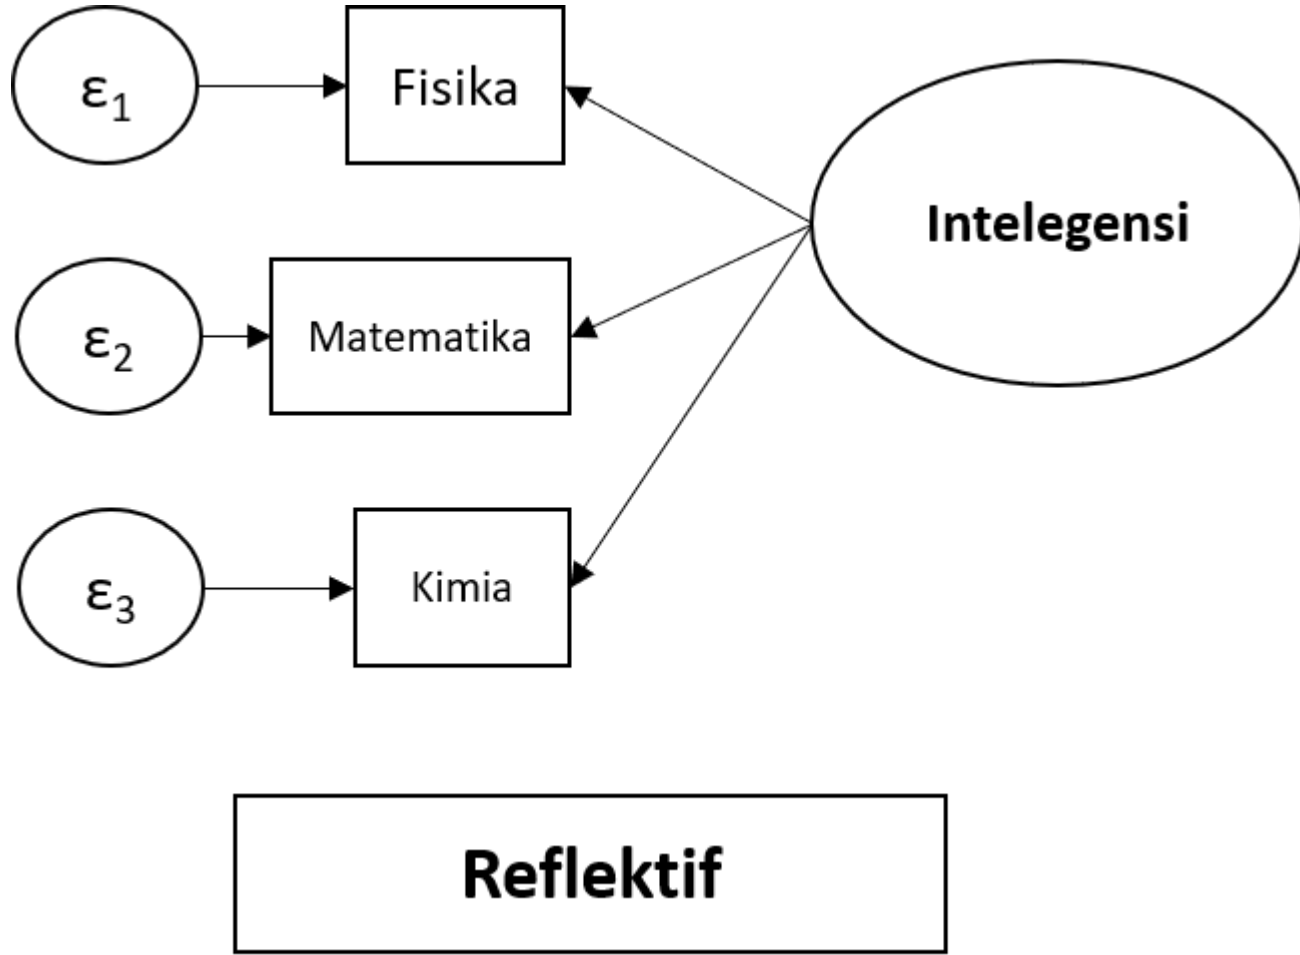 ε1
Fisika
Intelegensi
ε2
Matematika
ε3
Kimia
Reflektif